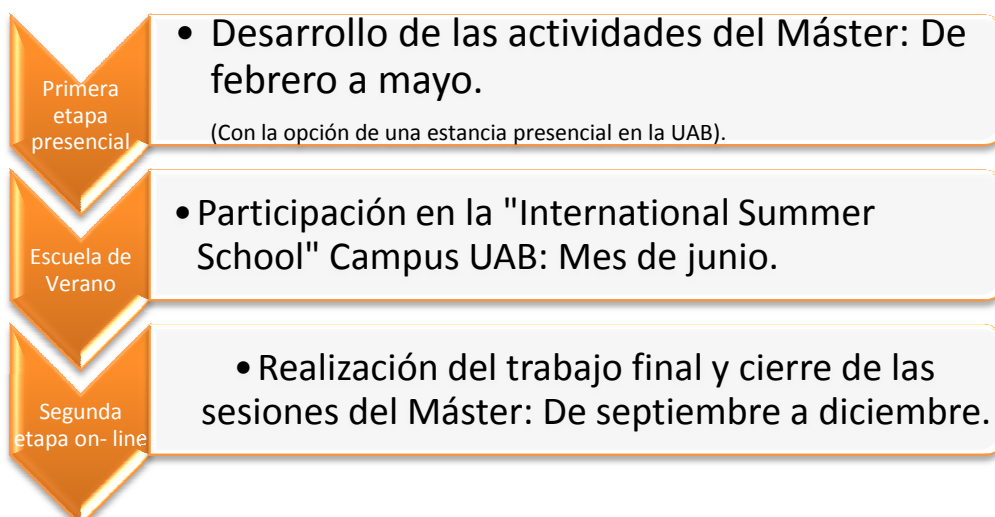 Primera
etapa
presencial
• Desarrollo de las actividades del Máster: De
febrero a mayo.
(Con la opción de una estancia presencial en la UAB).
Escuela de
Verano
• Participación en la "International Summer
School" Campus UAB: Mes de junio.
Segunda
etapa on- line
• Realización del trabajo final y cierre de las
sesiones del Máster: De septiembre a diciembre.